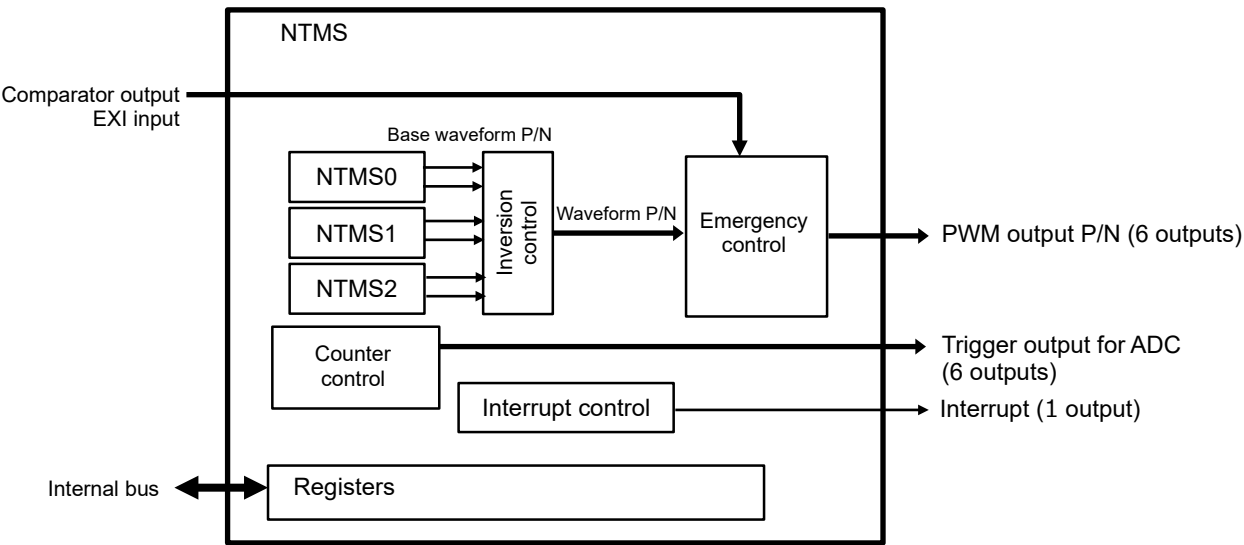 NTMS
Comparator output
EXI input
Base waveform P/N
NTMS0
NTMS1
NTMS2
Inversion
control
Waveform P/N
Emergency
control
PWM output P/N (6 outputs)
Counter
control
Trigger output for ADC
(6 outputs)
Interrupt control
Interrupt (1 output)
Internal bus
Registers